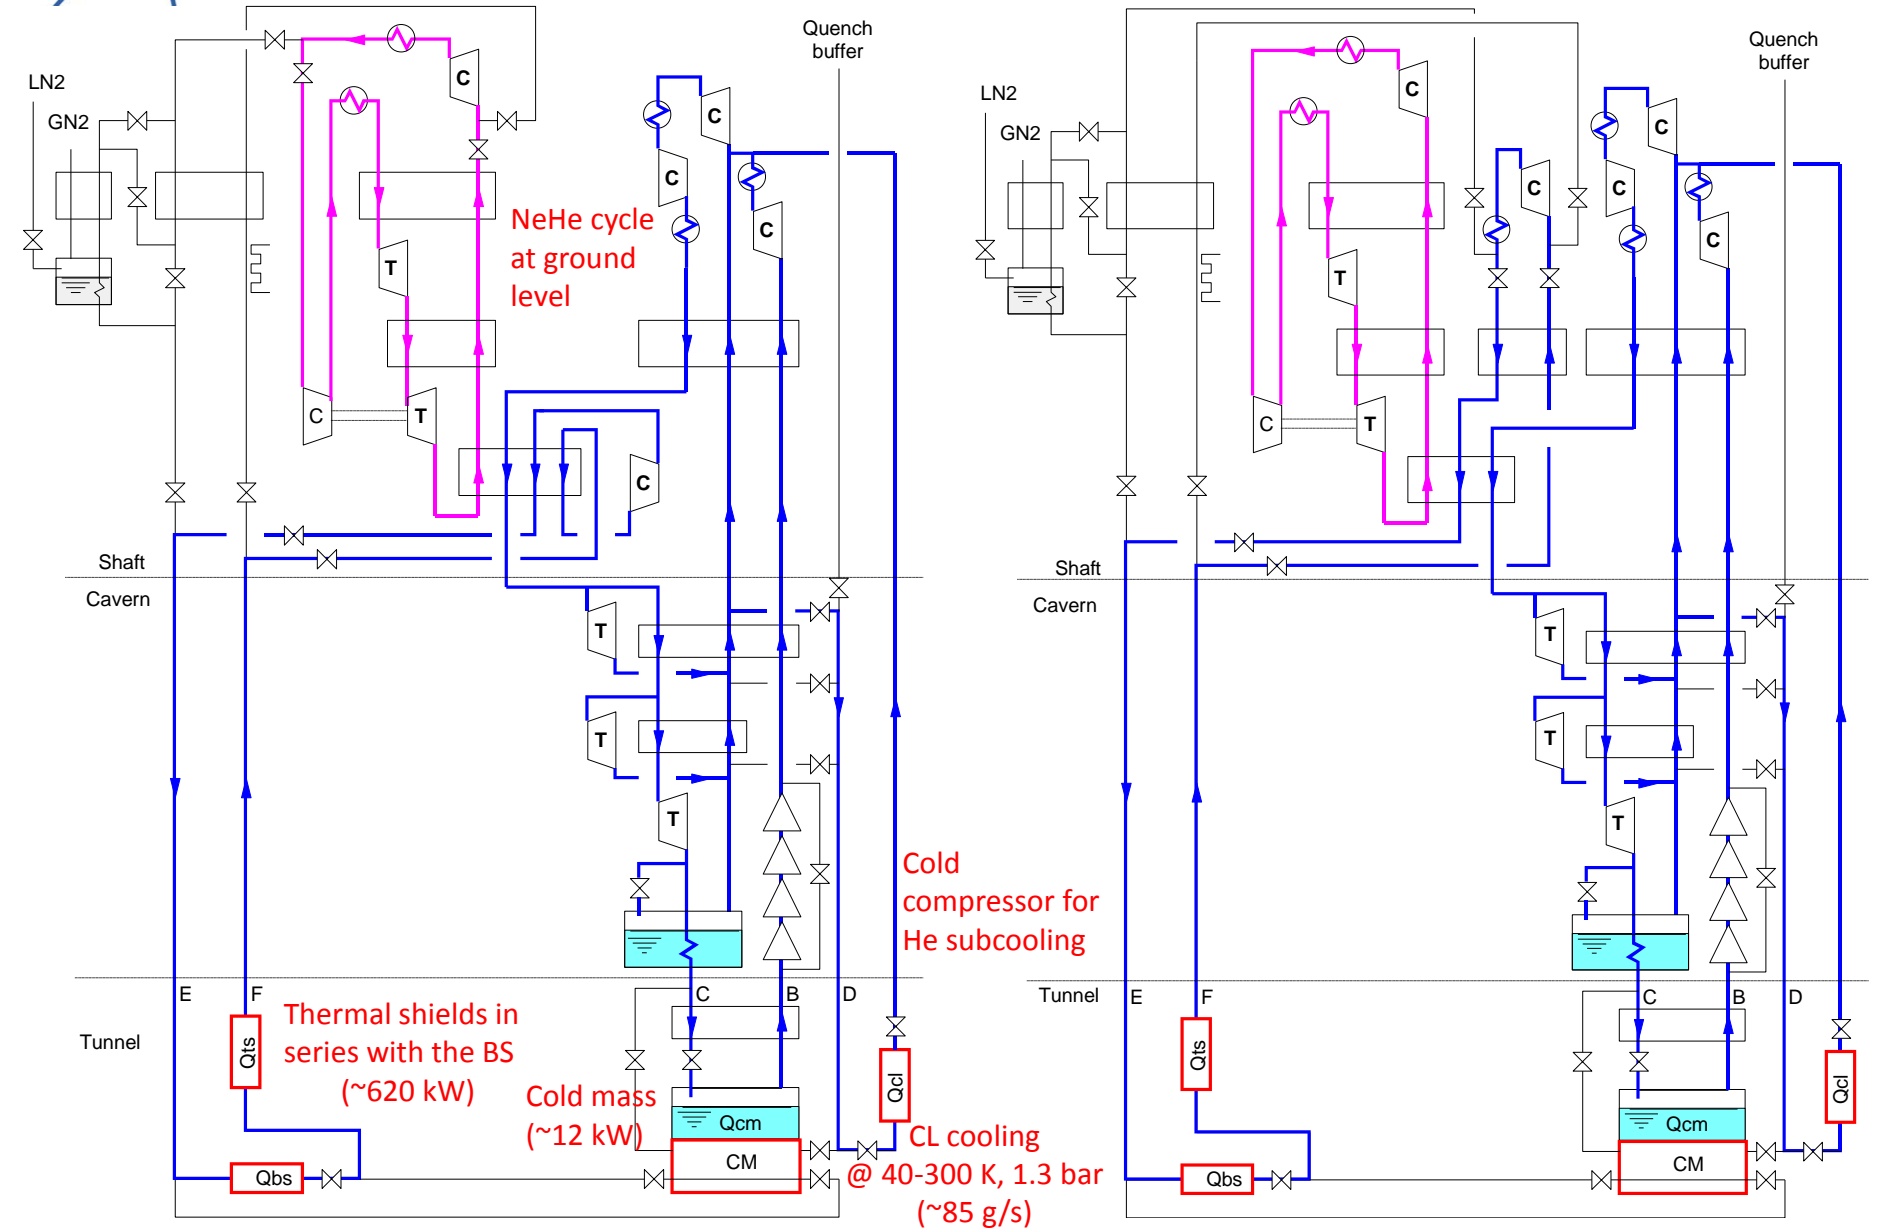 Quench
buffer
LN2
GN2
C
C
C
C
T
NeHe cycle
at ground
level
C
T
C
Shaft
Cavern
T
T
T
Cold
compressor for
He subcooling
E
F
C
B
D
Tunnel
Qts
Thermal shields in
series with the BS
(~620 kW)
Cold mass
(~12 kW)
Qcm
CM
Qcl
CL cooling
@ 40-300 K, 1.3 bar
(~85 g/s)
Qbs
Quench
buffer
LN2
GN2
C
C
C
C
C
T
C
T
Shaft
Cavern
T
T
T
Tunnel
E
F
C
B
D
Qts
Qcl
Qcm
CM
Qbs